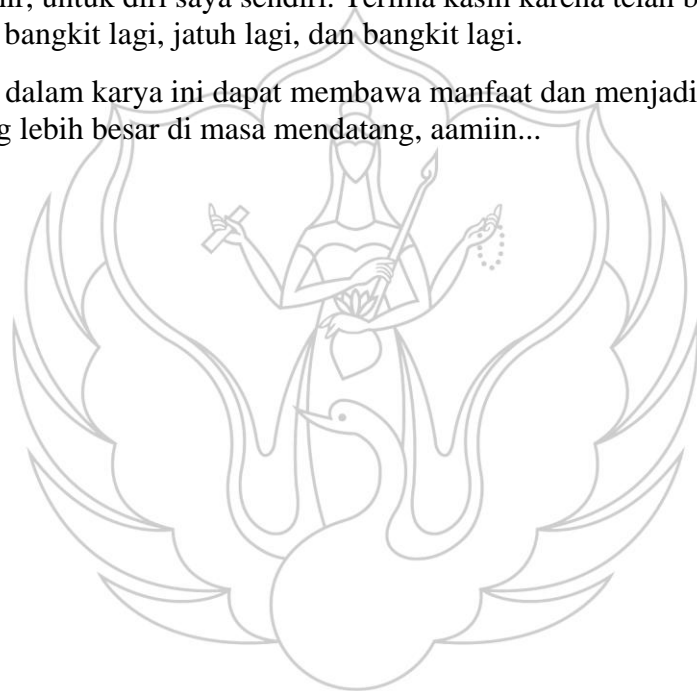 untuk diri saya sendiri. Terima kasih karena telah
bangkit lagi, jatuh lagi, dan bangkit lagi.
dalam karya ini dapat membawa manfaat dan menjadi
lebih besar di masa mendatang, aamiin...